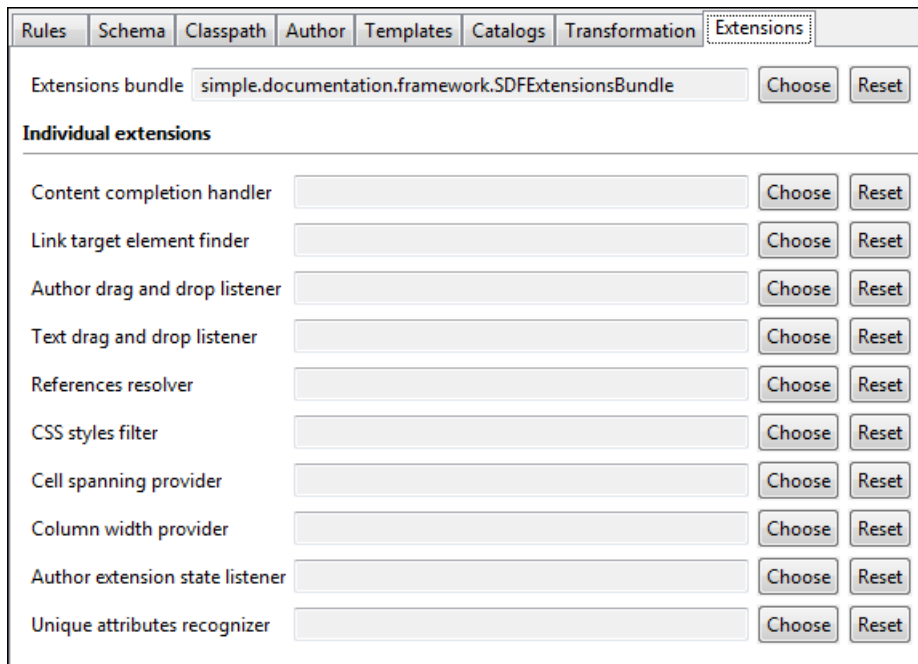 Rules Schema Classpath Author Templates Catalogs Transformation Extensions
Extensions bundle simple.documentation.framework.SDFExtensionsBundle Choose Reset
Individual extensions
Content completion handler Choose Reset
Link target element finder Choose Reset
Author drag and drop listener Choose Reset
Text drag and drop listener Choose Reset
References resolver Choose Reset
CSS styles filter Choose Reset
Cell spanning provider Choose Reset
Column width provider Choose Reset
Author extension state listener Choose Reset
Unique attributes recognizer Choose Reset